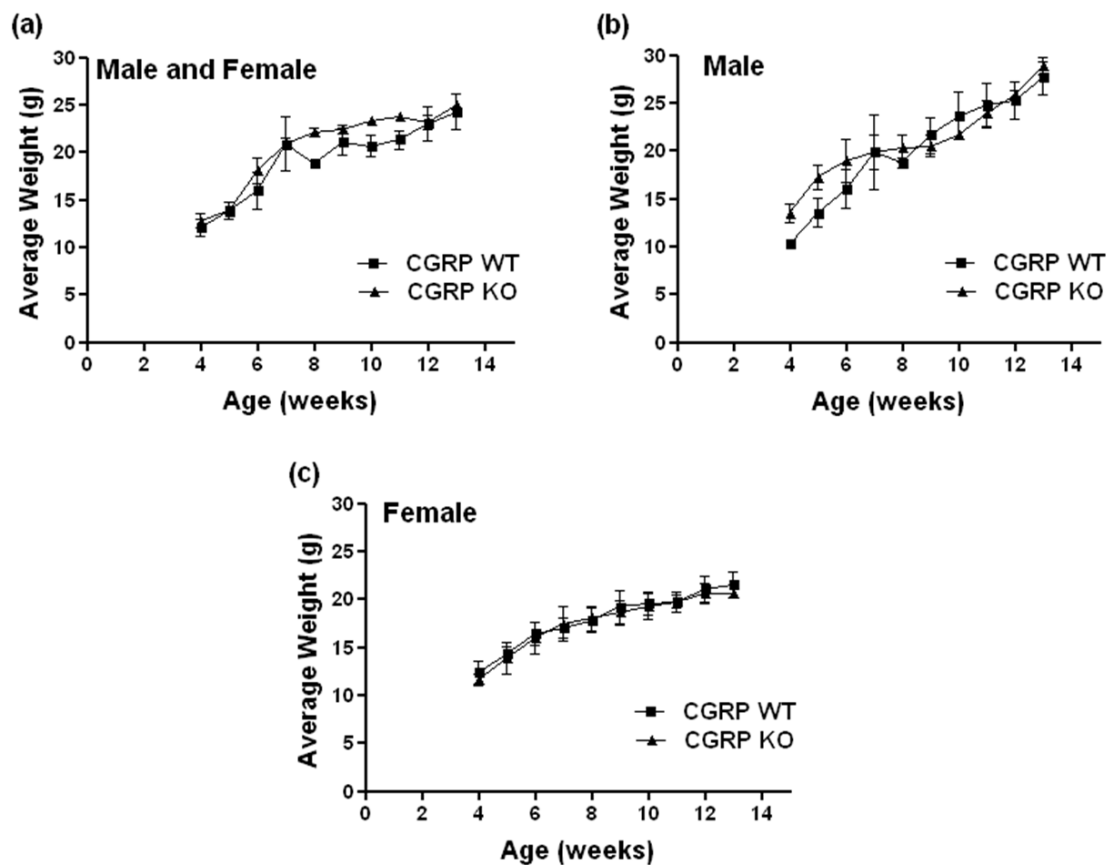 (a)
Male and Female
Average Weight (g)
30
25
20
15
10
5
0
CGRP WT
CGRP KO
0 2 4 6 8 10 12 14
Age (weeks)
(b)
Male
Average Weight (g)
30
25
20
15
10
5
0
CGRP WT
CGRP KO
0 2 4 6 8 10 12 14
Age (weeks)
(c)
Female
Average Weight (g)
30
25
20
15
10
5
0
CGRP WT
CGRP KO
0 2 4 6 8 10 12 14
Age (weeks)